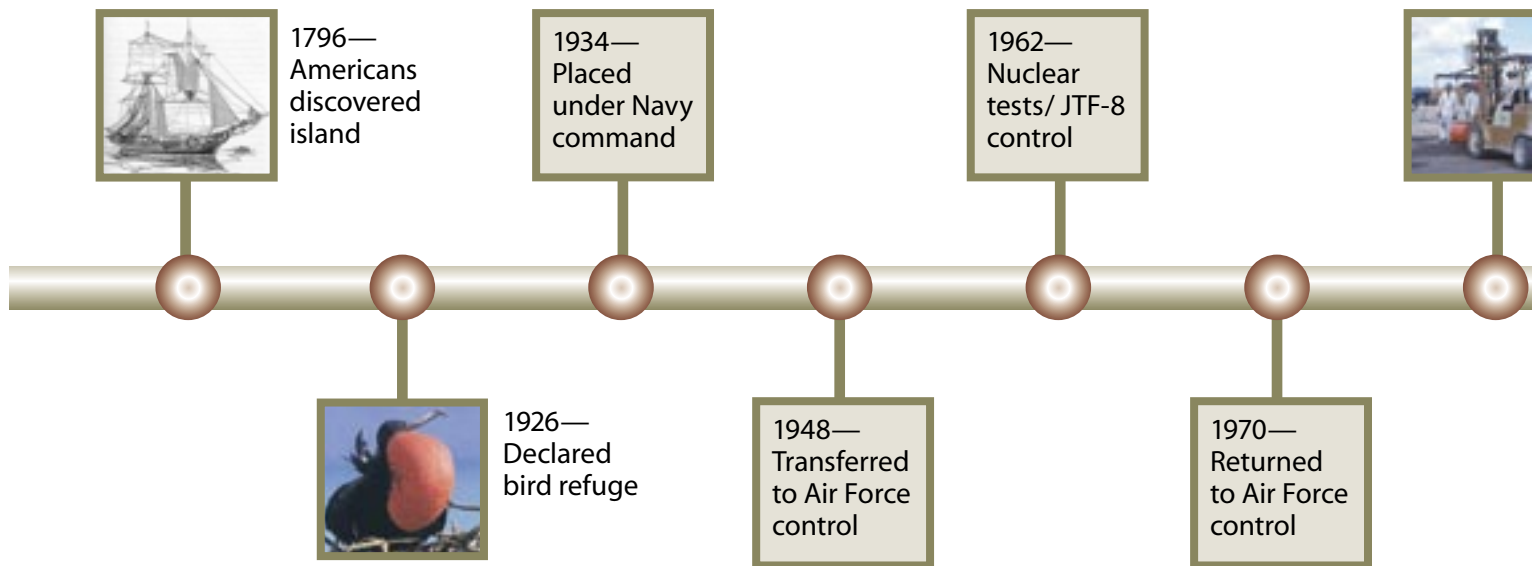 1796—
Americans
discovered
island
1926—
Declared
bird refuge
1934—
Placed
under Navy
command
1948—
Transferred
to Air Force
control
1962—
Nuclear
tests/ JTF-8
control
1970—
Returned
to Air Force
control